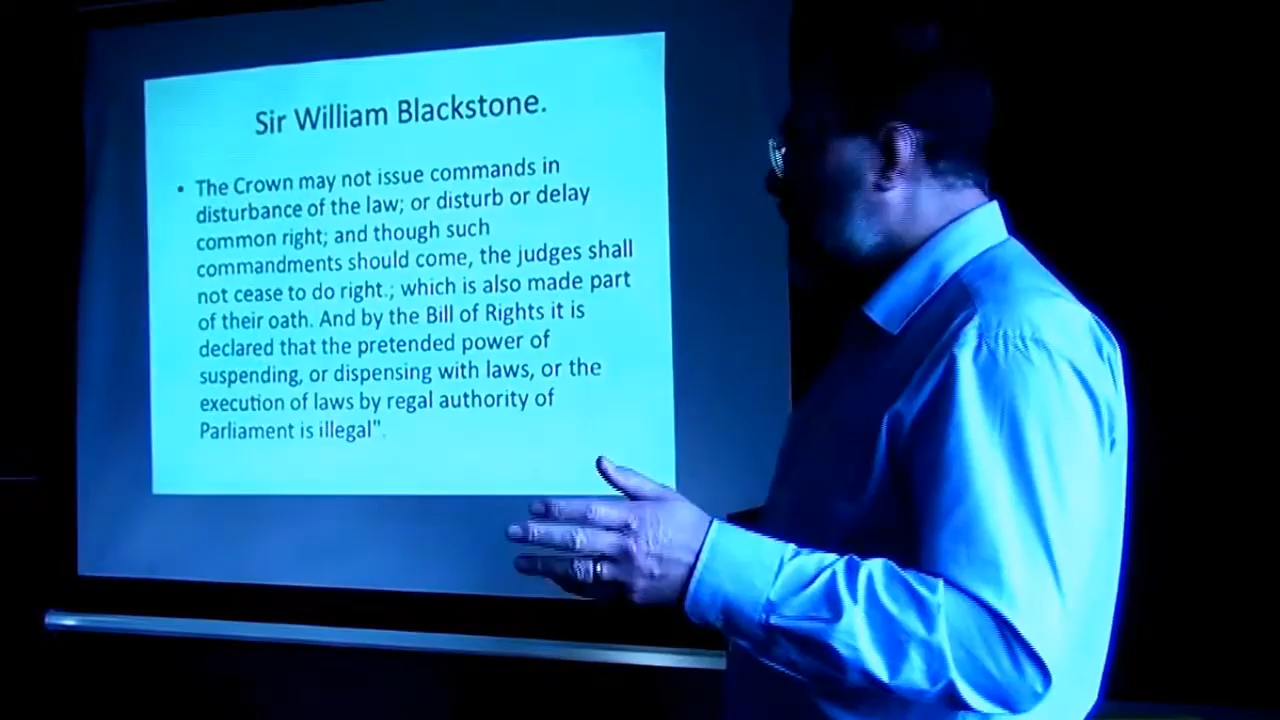 Sir William Blackstone.
• The Crown may not issue commands in
disturbance of the law; or disturb or delay
common right; and though such
commandments should come, the judges shall
not cease to do right.; which is also made part
of their oath. And by the Bill of Rights it is
declared that the pretended power of
suspending, or dispensing with laws, or the
execution of laws by regal authority of
Parliament is illegal".